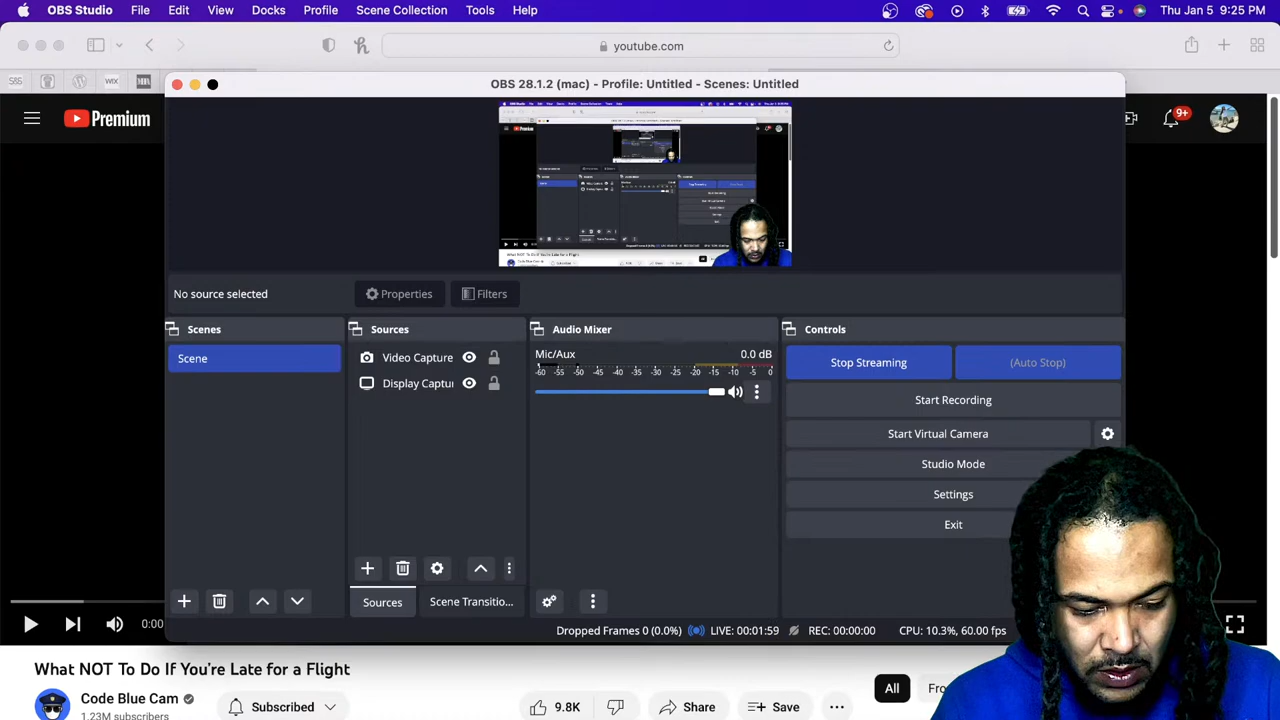 OBS Studio File Edit View Docks Profile Scene Collection Tools Help Thu Jan 5 9:25 PM
youtube.com
S&S WIX
OBS 28.1.2 (mac) - Profile: Untitled - Scenes: Untitled
Premium 9+
No source selected Properties Filters
Scenes Sources Audio Mixer Controls
Scene Video Capture Mic/Aux 0.0 dB Stop Streaming (Auto Stop)
-60 -55 -50 -45 -40 -35 -30 -25 -20 -15 -10 -5 0
Display Captu
Start Recording
Start Virtual Camera
Studio Mode
Settings
Exit
Sources Scene Transitio...
0:00 Dropped Frames 0 (0.0%) LIVE: 00:01:59 REC: 00:00:00 CPU: 10.3%, 60.00 fps
What NOT To Do If You're Late for a Flight
Code Blue Cam Subscribed 9.8K Share Save All Fro
1.23M subscribers